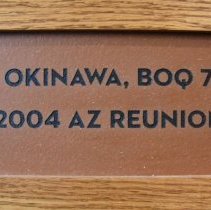 OKINAWA, BOQ 7
2004 AZ REUNIO